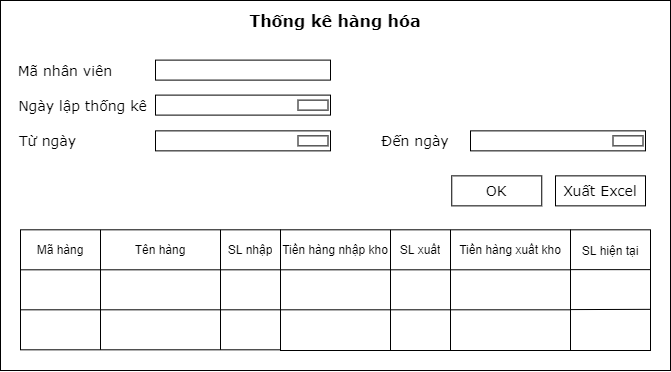 Thống kê hàng hóa
Mã nhân viên
Ngày lập thống kê
Từ ngày Đến ngày
OK Xuất Excel
Mã hàng Tên hàng SL nhập Tiền hàng nhập kho SL xuất Tiền hàng xuất kho SL hiện tại